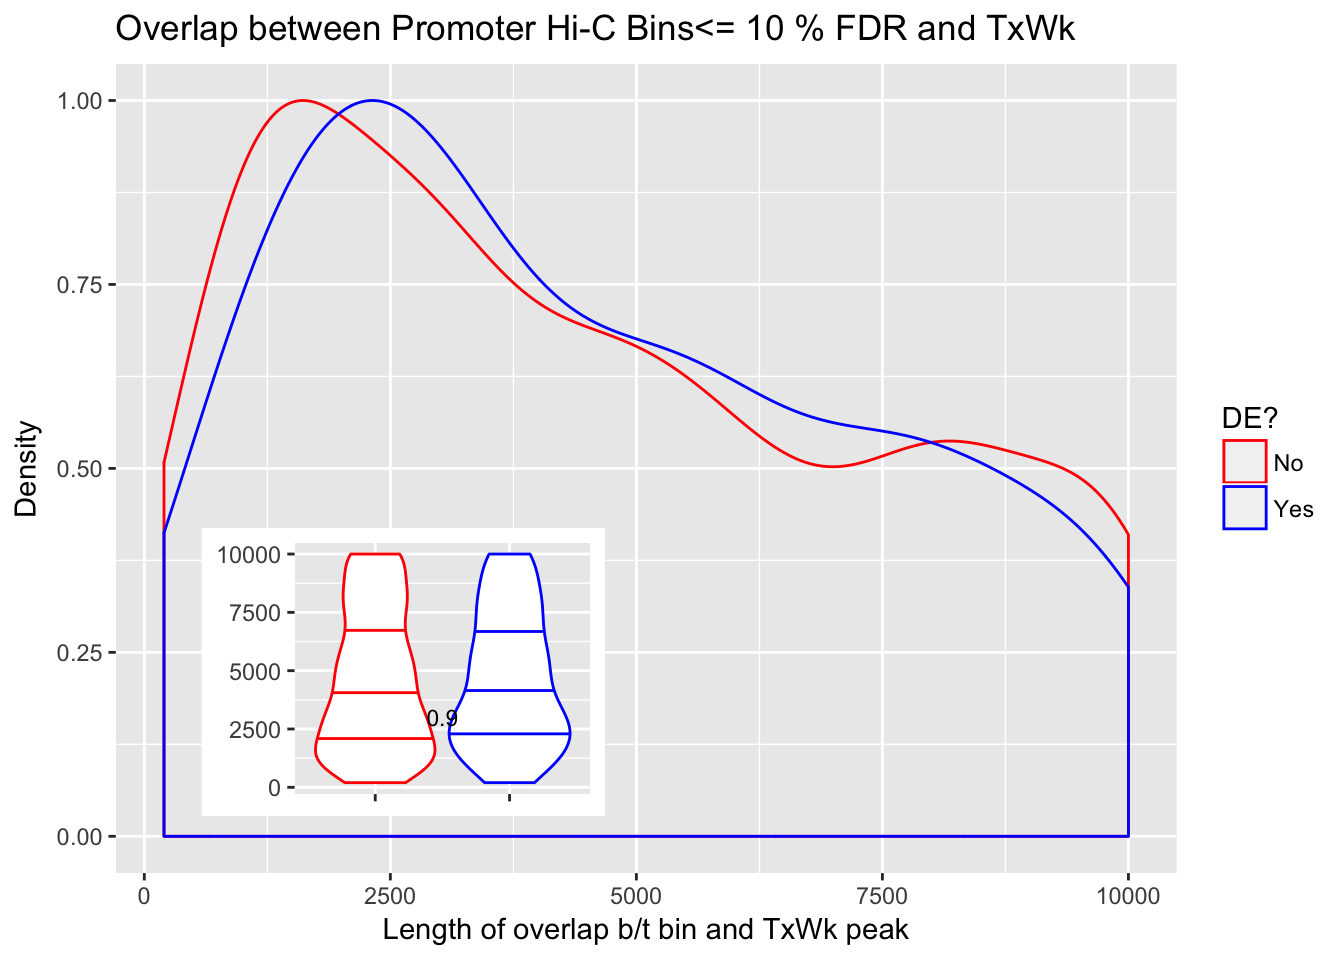 Overlap between Promoter Hi-C Bins<= 10 % FDR and TxWk
1.00
0.75
0.50
0.25
0.00
Density
10000
7500
5000
2500
0
0.9
0 2500 5000 7500 10000
Length of overlap b/t bin and TxWk peak
DE?
No
Yes